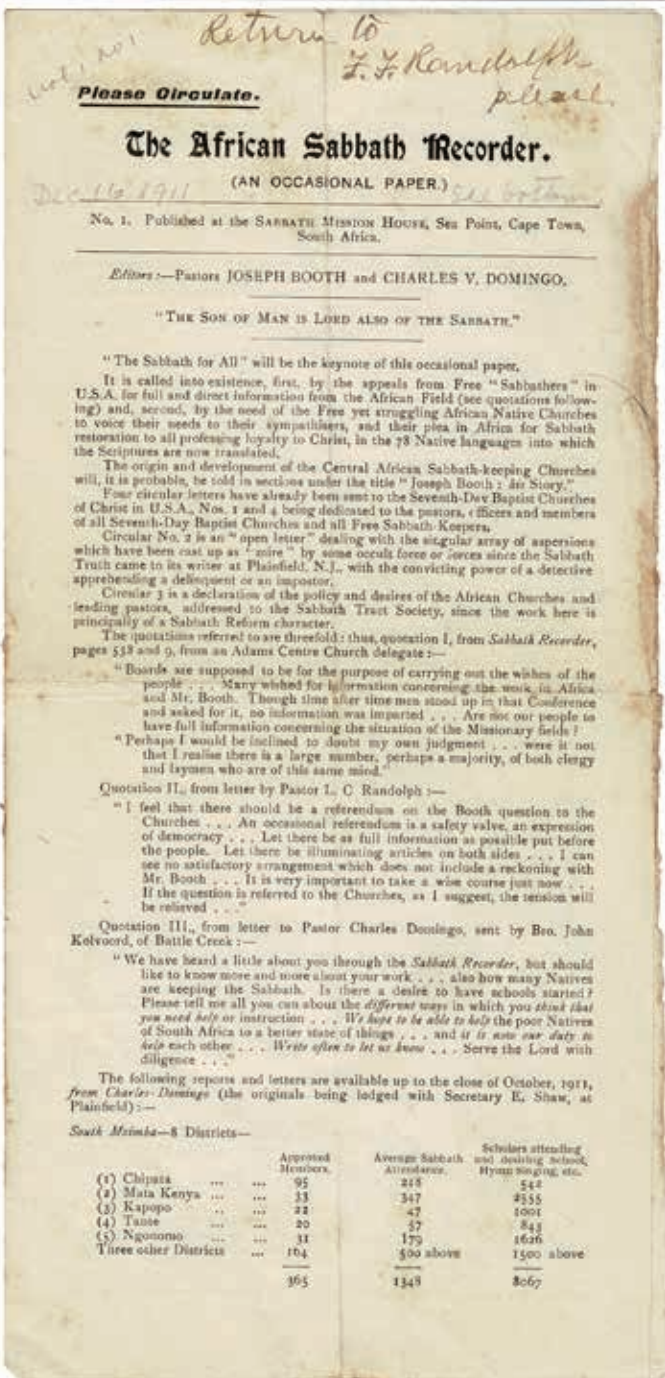 Return to
vol 1, no 1
F. F. Randolph
please
Please Circulate.
The African Sabbath Recorder.
(AN OCCASIONAL PAPER.)
Dec 16 1911
see bottom
No. 1. Published at the SABBATH MISSION HOUSE, Sea Point, Cape Town,
South Africa.
Editors:—Pastors JOSEPH BOOTH and CHARLES V. DOMINGO.
"THE SON OF MAN IS LORD ALSO OF THE SABBATH."
"The Sabbath for All" will be the keynote of this occasional paper.
It is called into existence, first, by the appeals from Free "Sabbathers" in
U.S.A. for full and direct information from the African Field (see quotations follow-
ing) and, second, by the need of the Free yet struggling African Native Churches
to voice their needs to their sympathisers, and their plea in Africa for Sabbath
restoration to all professing loyalty to Christ, in the 78 Native languages into which
the Scriptures are now translated.
The origin and development of the Central African Sabbath-keeping Churches
will, it is probable, be told in sections under the title "Joseph Booth: his Story."
Four circular letters have already been sent to the Seventh-Day Baptist Churches
of Christ in U.S.A., Nos. 1 and 4 being dedicated to the pastors, officers and members
of all Seventh-Day Baptist Churches and all Free Sabbath-Keepers.
Circular No. 2 is an "open letter" dealing with the singular array of aspersions
which have been cast up as "mire" by some occult force or forces since the Sabbath
Truth came to its writer at Plainfield, N.J., with the convicting power of a detective
apprehending a delinquent or an impostor.
Circular 3 is a declaration of the policy and desires of the African Churches and
leading pastors, addressed to the Sabbath Tract Society, since the work here is
principally of a Sabbath Reform character.
The quotations referred to are threefold: thus, quotation I, from Sabbath Recorder,
pages 538 and 9, from an Adams Centre Church delegate:—
"Boards are supposed to be for the purpose of carrying out the wishes of the
people . . . Many wished for information concerning the work in Africa
and Mr. Booth. Though time after time men stood up in that Conference
and asked for it, no information was imparted . . . Are not our people to
have full information concerning the situation of the Missionary fields?
"Perhaps I would be inclined to doubt my own judgment . . . were it not
that I realise there is a large number, perhaps a majority, of both clergy
and laymen who are of this same mind."
Quotation II., from letter by Pastor L. C Randolph:—
"I feel that there should be a referendum on the Booth question to the
Churches . . . An occasional referendum is a safety valve, an expression
of democracy . . . Let there be as full information as possible put before
the people. Let there be illuminating articles on both sides . . . I can
see no satisfactory arrangement which does not include a reckoning with
Mr. Booth . . . It is very important to take a wise course just now . . .
If the question is referred to the Churches, as I suggest, the tension will
be relieved . . ."
Quotation III., from letter to Pastor Charles Domingo, sent by Bro. John
Kolvoord, of Battle Creek:—
"We have heard a little about you through the Sabbath Recorder, but should
like to know more and more about your work . . . also how many Natives
are keeping the Sabbath. Is there a desire to have schools started?
Please tell me all you can about the different ways in which you think that
you need help or instruction . . . We hope to be able to help the poor Natives
of South Africa to a better state of things . . . and it is now our duty to
help each other . . . Write often to let us know . . . Serve the Lord with
diligence . . ."
The following reports and letters are available up to the close of October, 1911,
from Charles Domingo (the originals being lodged with Secretary E. Shaw, at
Plainfield):—
South Msimba—8 Districts—
Approved Members. Average Sabbath Attendance. Scholars attending and desiring School, Hymn Singing, etc.
(1) Chipata ... ... 95 218 542
(2) Mata Kenya ... ... 33 347 2555
(3) Kapopo .. ... 22 47 1001
(4) Tanse ... ... 20 57 843
(5) Ngonomo ... ... 31 179 1626
Three other Districts ... 164 500 above 1500 above
365 1348 8067